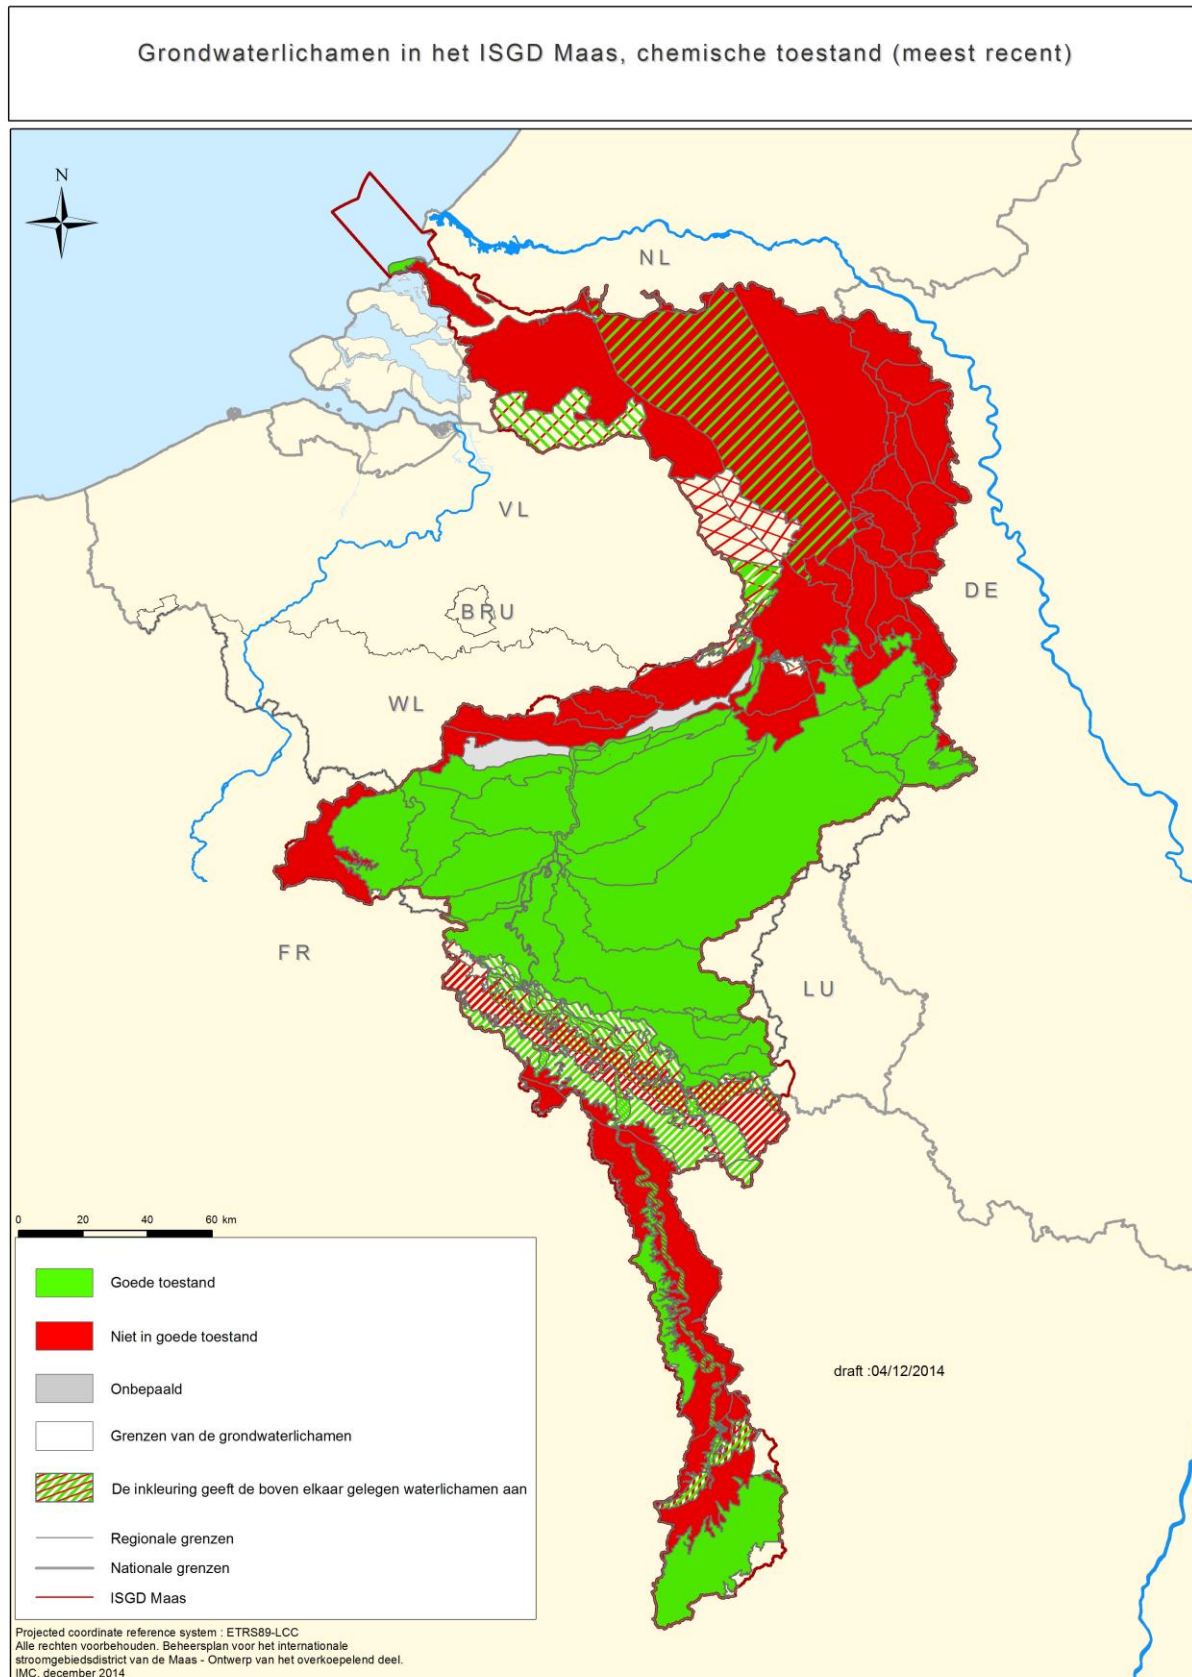 Grondwaterlichamen in het ISGD Maas, chemische toestand (meest recent)
N
NL
VL
DE
BRU
WL
FR
LU
0 20 40 60 km
Goede toestand
Niet in goede toestand
Onbepaald
Grenzen van de grondwaterlichamen
De inkleuring geeft de boven elkaar gelegen waterlichamen aan
Regionale grenzen
Nationale grenzen
ISGD Maas
draft :04/12/2014
Projected coordinate reference system : ETRS89-LCC
Alle rechten voorbehouden. Beheersplan voor het internationale
stroomgebiedsdistrict van de Maas - Ontwerp van het overkoepelend deel.
IMC, december 2014